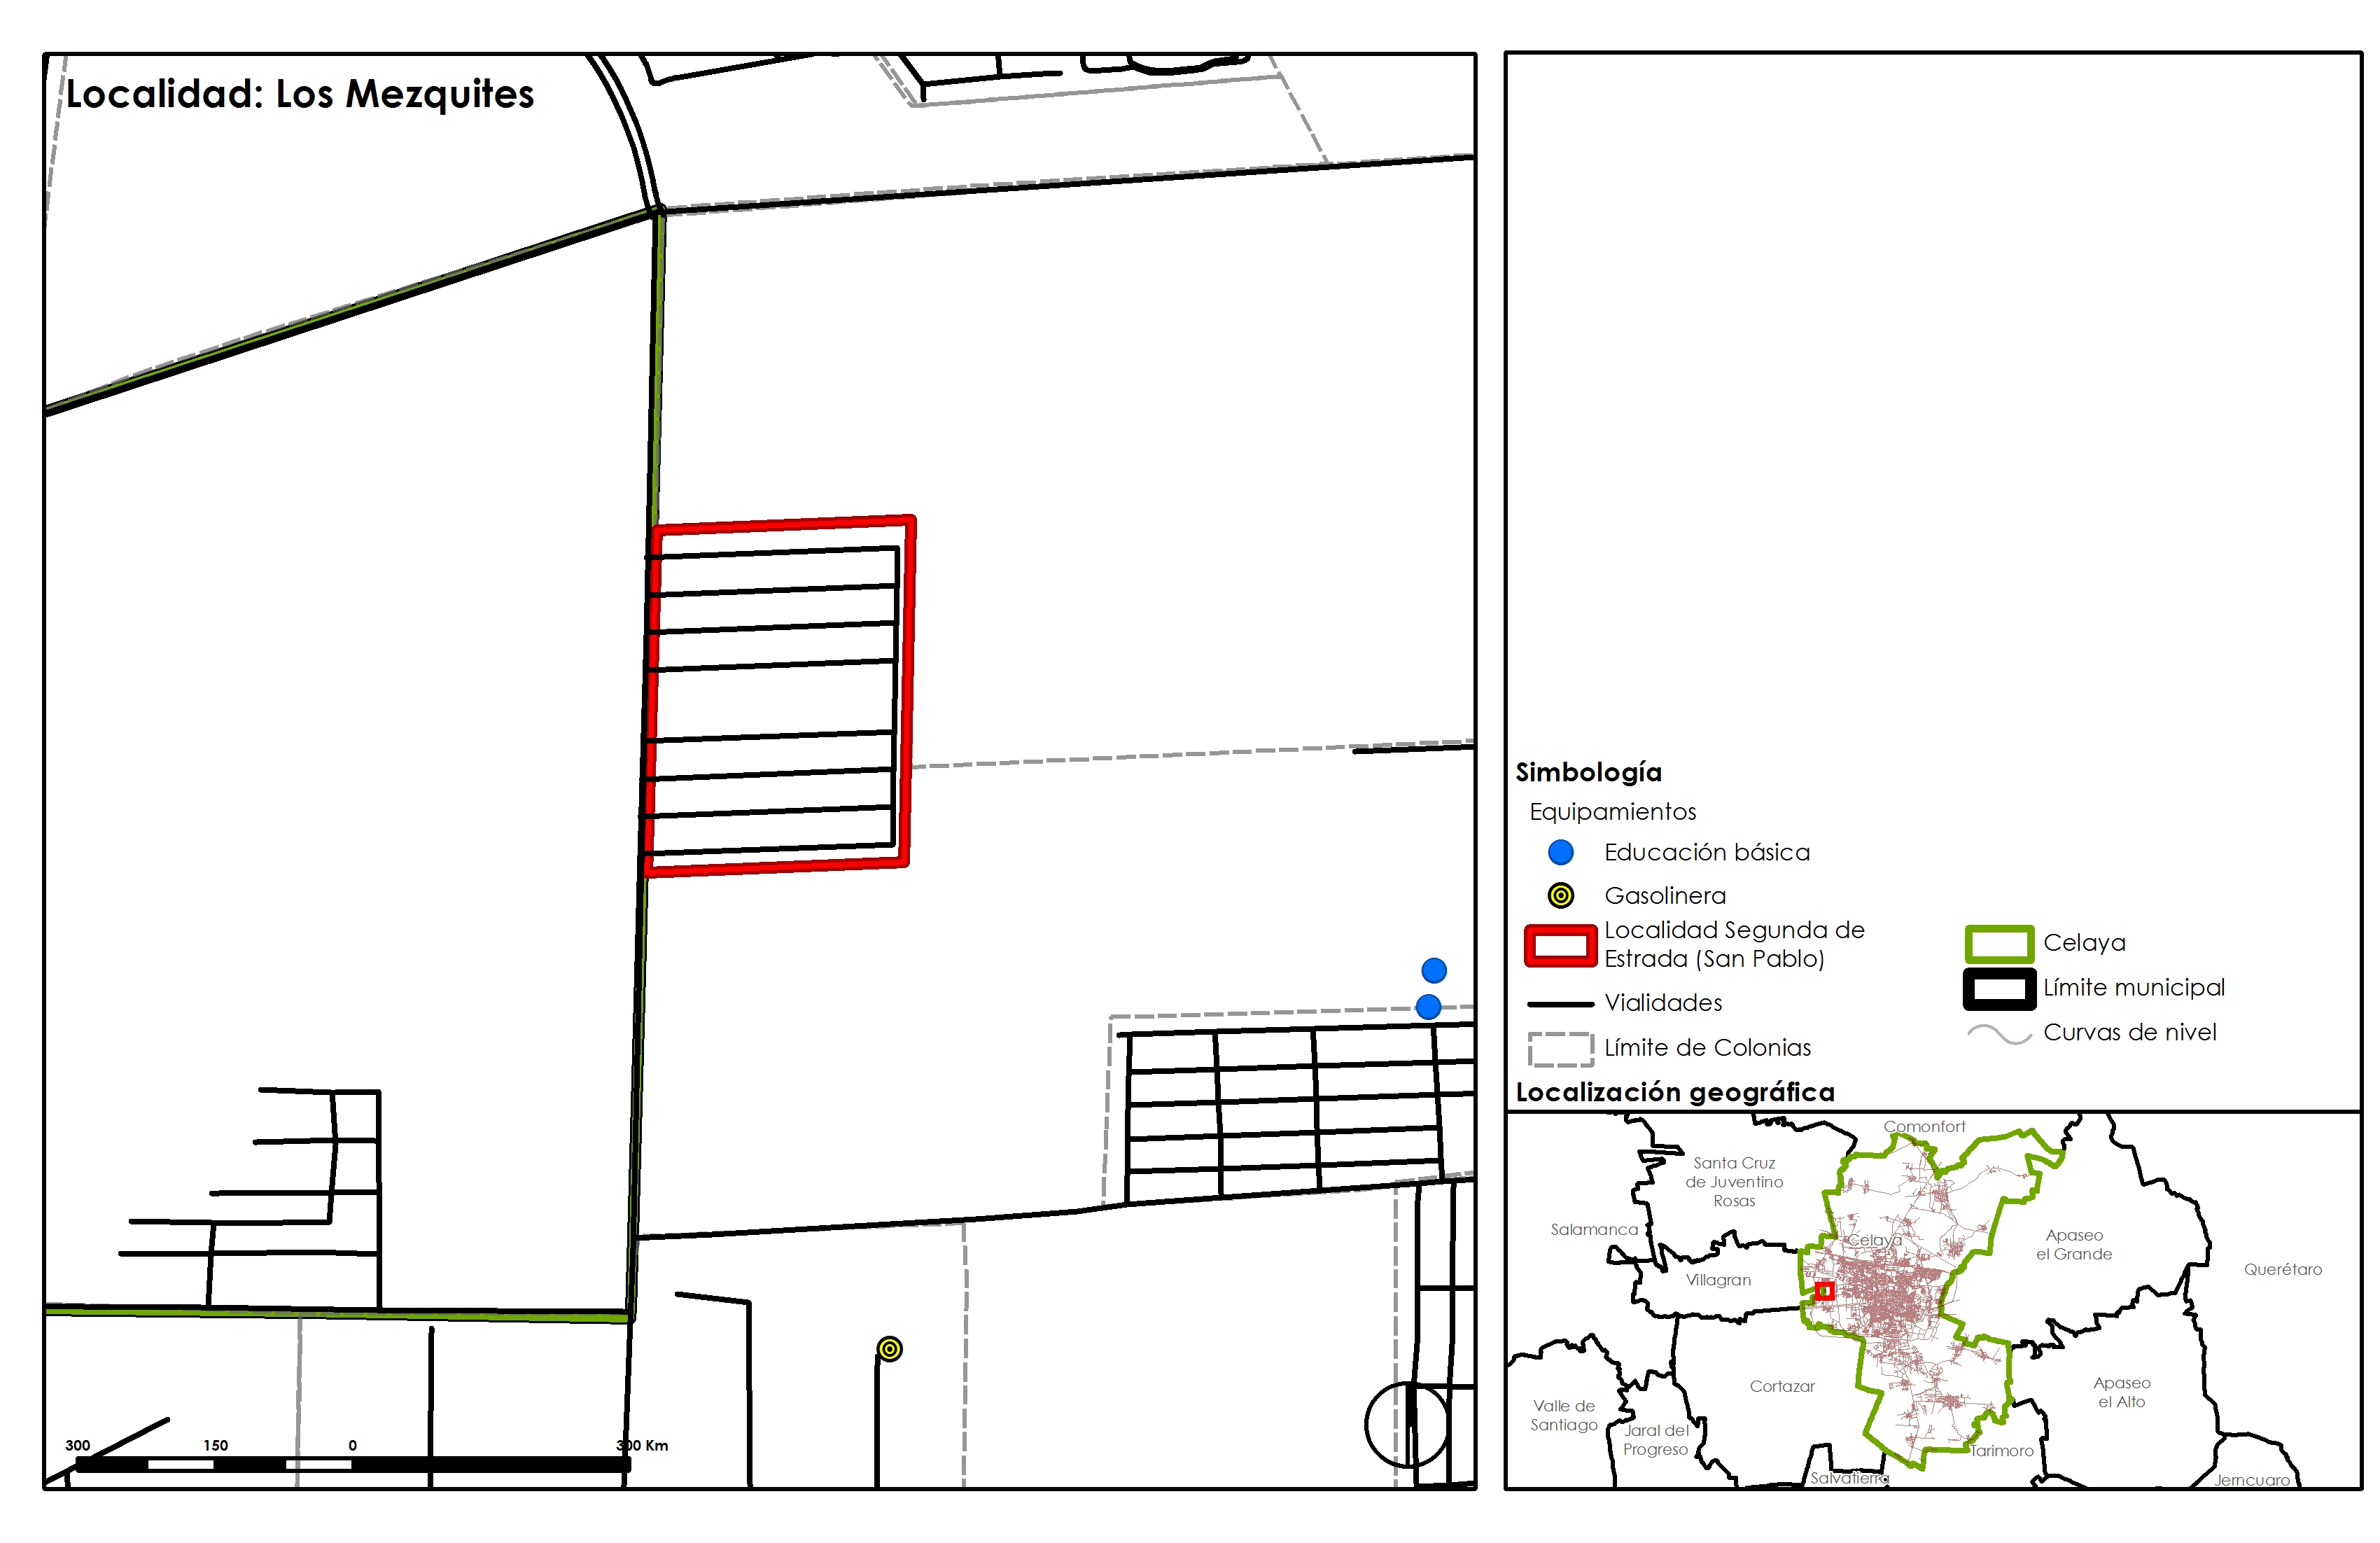 Localidad: Los Mezquites
300 150 0 300 Km
Simbología
Equipamientos
Educación básica
Gasolinera
Localidad Segunda de
Estrada (San Pablo)
Vialidades
Límite de Colonias
Celaya
Límite municipal
Curvas de nivel
Localización geográfica
Comonfort
Santa Cruz
de Juventino
Rosas
Salamanca
Celaya
Apaseo
el Grande
Villagran
Querétaro
Cortazar
Apaseo
el Alto
Valle de
Santiago
Jaral del
Progreso
Tarimoro
Salvatierra
Jerncuaro